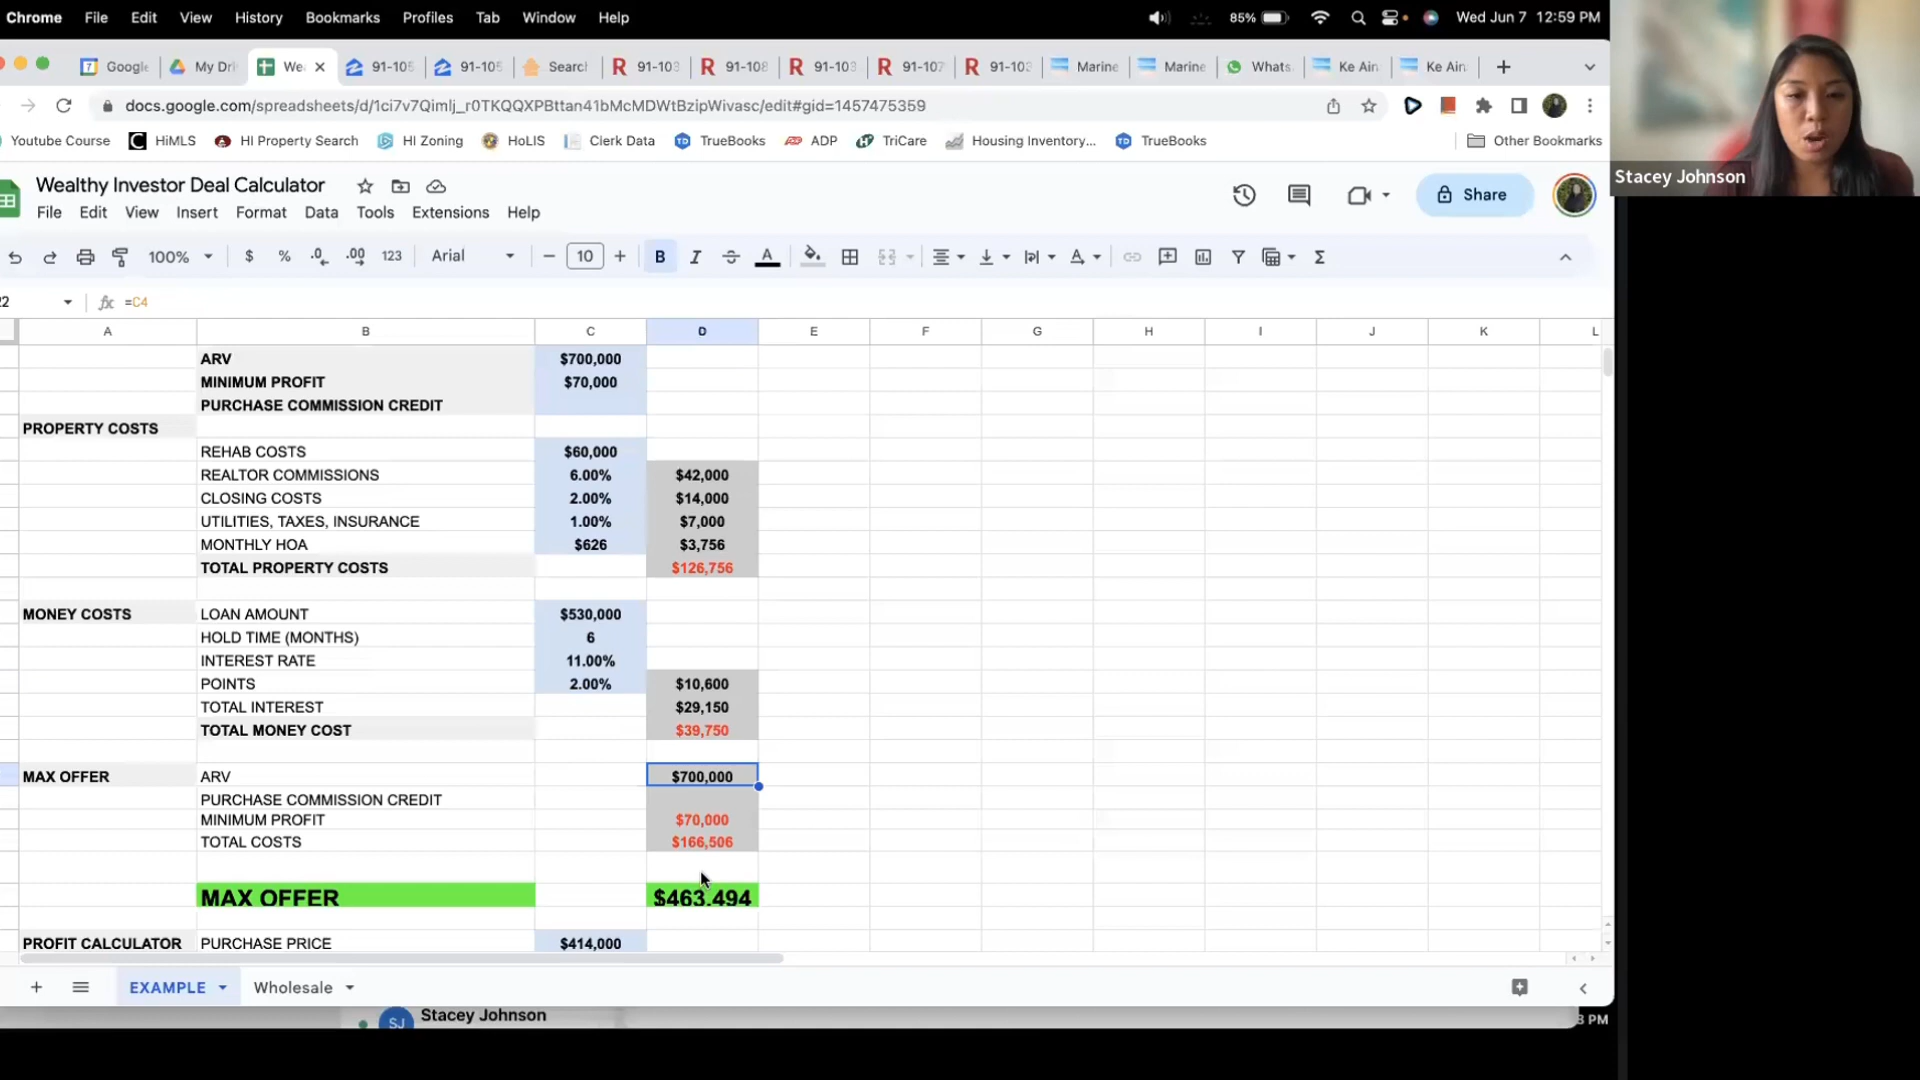 Chrome File Edit View History Bookmarks Profiles Tab Window Help 85% Wed Jun 7 12:59 PM
Google My Dri Wea 91-105 91-105 Search 91-103 91-108 91-103 91-107 91-103 Marine Marine Whats Ke Ain Ke Ain
docs.google.com/spreadsheets/d/1ci7v7Qimlj_r0TKQQXPBttan41bMcMDWtBzipWivasc/edit#gid=1457475359
Youtube Course HiMLS HI Property Search HI Zoning HoLIS Clerk Data TrueBooks ADP TriCare Housing Inventory... TrueBooks Other Bookmarks
Stacey Johnson
Wealthy Investor Deal Calculator
Share
File Edit View Insert Format Data Tools Extensions Help
100% $ % .0 .00 123 Arial 10 B I
=C4
A B C D E F G H I J K L
ARV $700,000
MINIMUM PROFIT $70,000
PURCHASE COMMISSION CREDIT
PROPERTY COSTS
REHAB COSTS $60,000
REALTOR COMMISSIONS 6.00% $42,000
CLOSING COSTS 2.00% $14,000
UTILITIES, TAXES, INSURANCE 1.00% $7,000
MONTHLY HOA $626 $3,756
TOTAL PROPERTY COSTS $126,756
MONEY COSTS LOAN AMOUNT $530,000
HOLD TIME (MONTHS) 6
INTEREST RATE 11.00%
POINTS 2.00% $10,600
TOTAL INTEREST $29,150
TOTAL MONEY COST $39,750
MAX OFFER ARV $700,000
PURCHASE COMMISSION CREDIT
MINIMUM PROFIT $70,000
TOTAL COSTS $166,506
MAX OFFER $463,494
PROFIT CALCULATOR PURCHASE PRICE $414,000
EXAMPLE Wholesale
SJ Stacey Johnson
PM